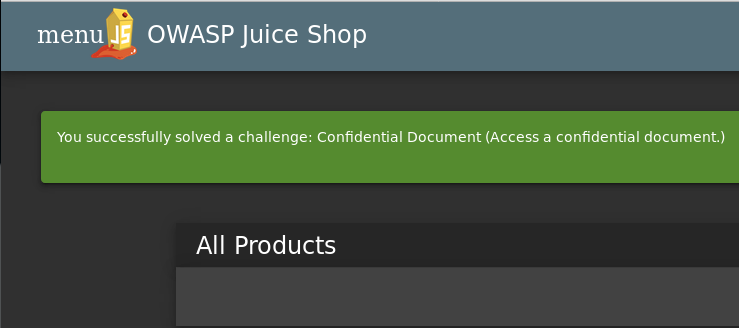 menu JS OWASP Juice Shop
You successfully solved a challenge: Confidential Document (Access a confidential document.)
All Products